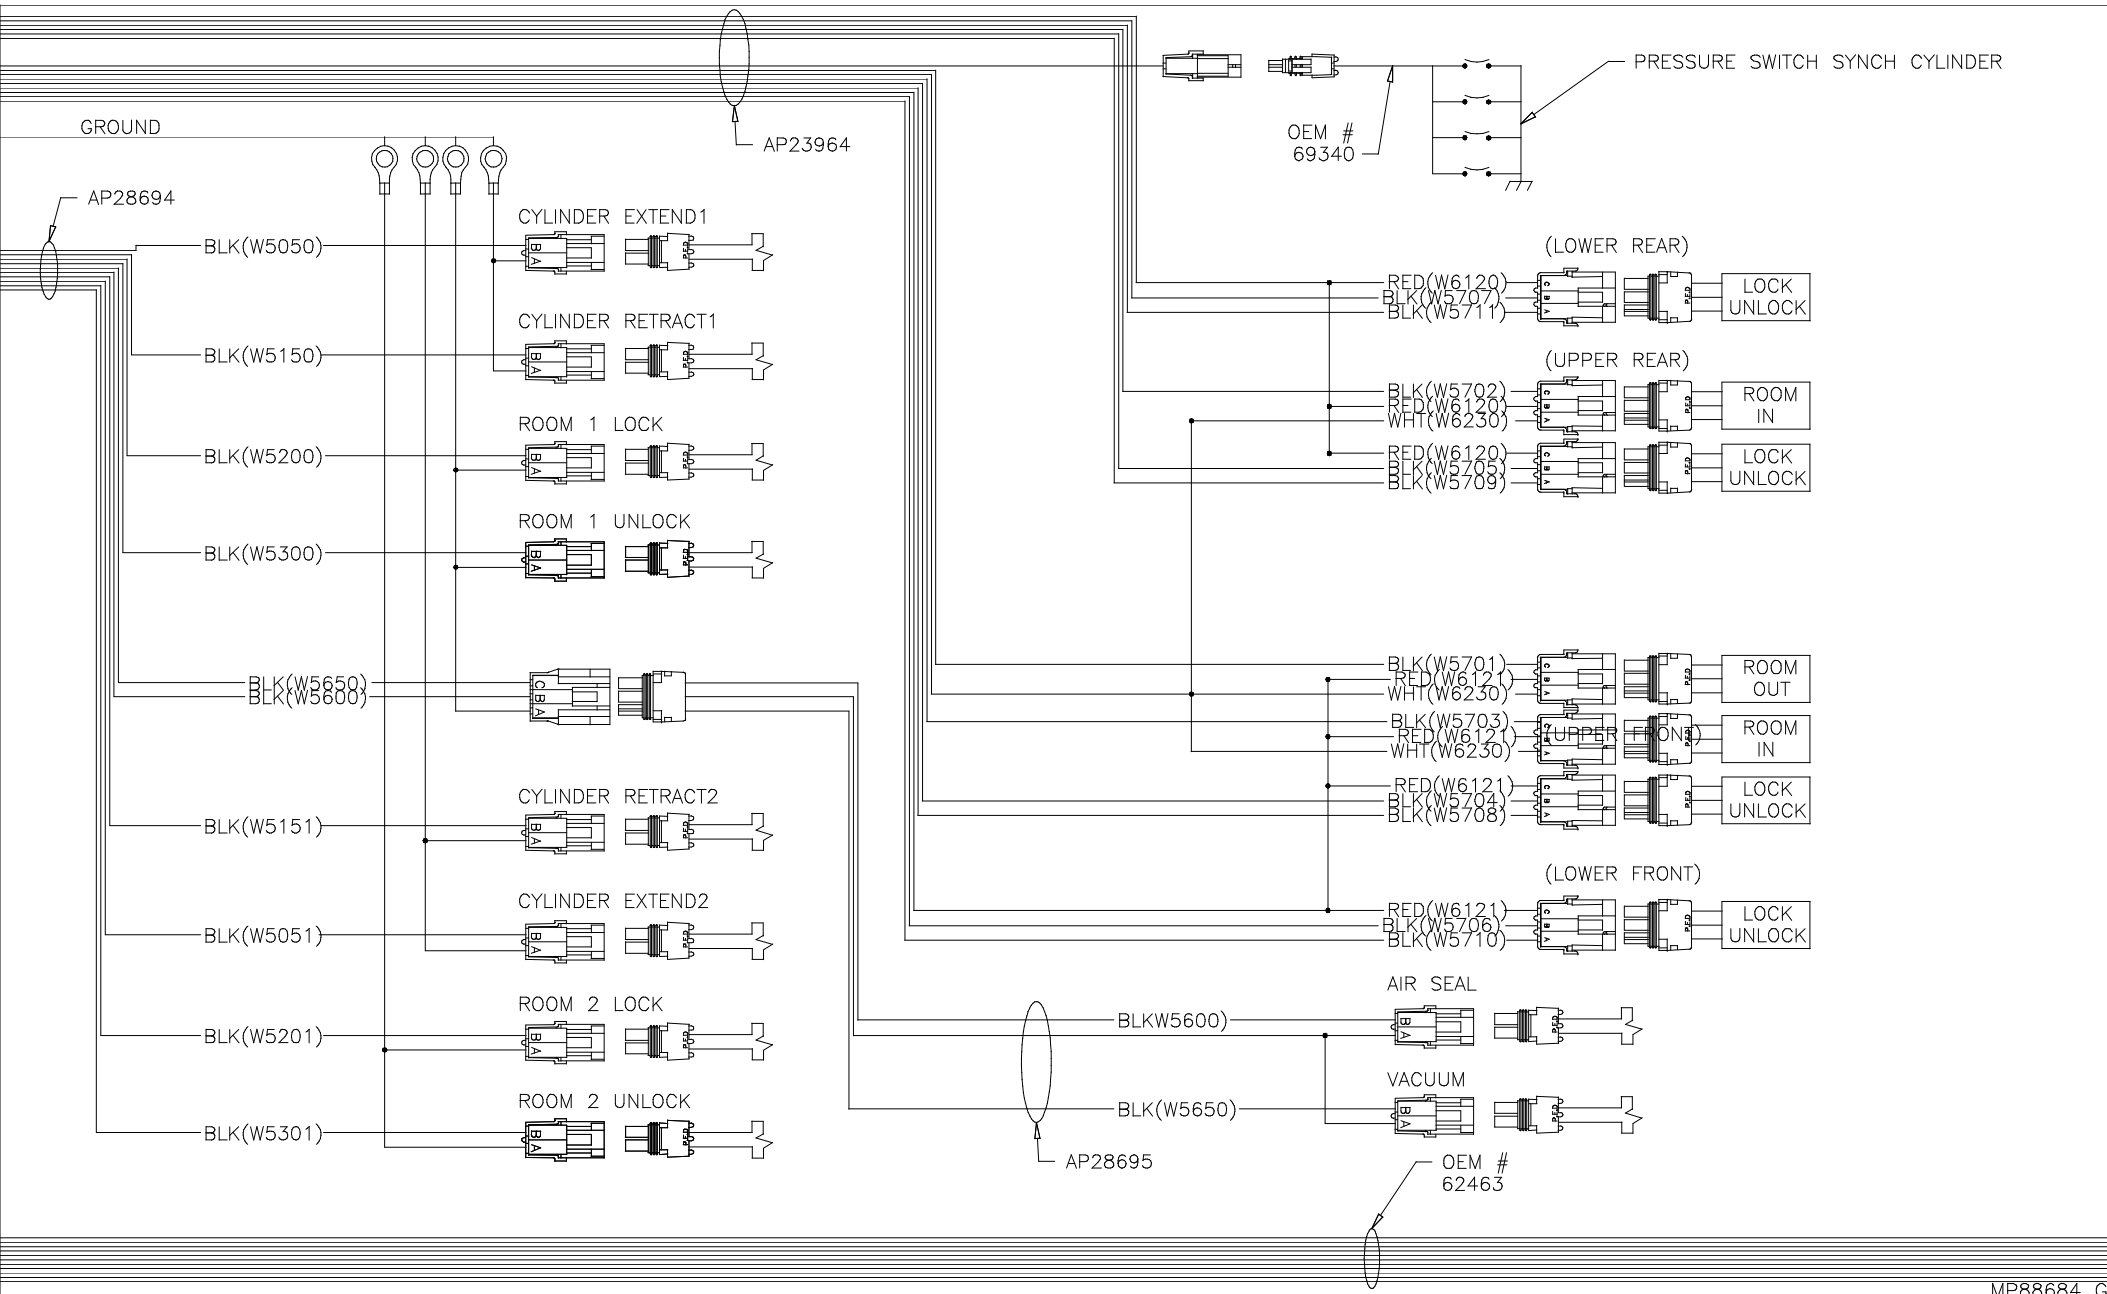 PRESSURE SWITCH SYNCH CYLINDER
OEM #
69340
AP23964
GROUND
AP28694
CYLINDER EXTEND1
BLK(W5050)
B
A
P.E.D
CYLINDER RETRACT1
BLK(W5150)
B
A
P.E.D
ROOM 1 LOCK
BLK(W5200)
B
A
P.E.D
ROOM 1 UNLOCK
BLK(W5300)
B
A
P.E.D
BLK(W5650)
BLK(W5600)
C
B
A
CYLINDER RETRACT2
BLK(W5151)
B
A
P.E.D
CYLINDER EXTEND2
BLK(W5051)
B
A
P.E.D
ROOM 2 LOCK
BLK(W5201)
B
A
P.E.D
ROOM 2 UNLOCK
BLK(W5301)
B
A
P.E.D
(LOWER REAR)
RED(W6120)
BLK(W5707)
BLK(W5711)
C
B
A
P.E.D
LOCK
UNLOCK
(UPPER REAR)
BLK(W5702)
RED(W6120)
WHT(W6230)
C
B
A
P.E.D
ROOM
IN
RED(W6120)
BLK(W5705)
BLK(W5709)
C
B
A
P.E.D
LOCK
UNLOCK
BLK(W5701)
RED(W6121)
WHT(W6230)
C
B
A
P.E.D
ROOM
OUT
BLK(W5703)
RED(W6121)
WHT(W6230)
(UPPER FRONT)
C
B
A
P.E.D
ROOM
IN
RED(W6121)
BLK(W5704)
BLK(W5708)
C
B
A
P.E.D
LOCK
UNLOCK
(LOWER FRONT)
RED(W6121)
BLK(W5706)
BLK(W5710)
C
B
A
P.E.D
LOCK
UNLOCK
AIR SEAL
BLKW5600)
B
A
P.E.D
VACUUM
BLK(W5650)
B
A
P.E.D
AP28695
OEM #
62463
MP88684 G